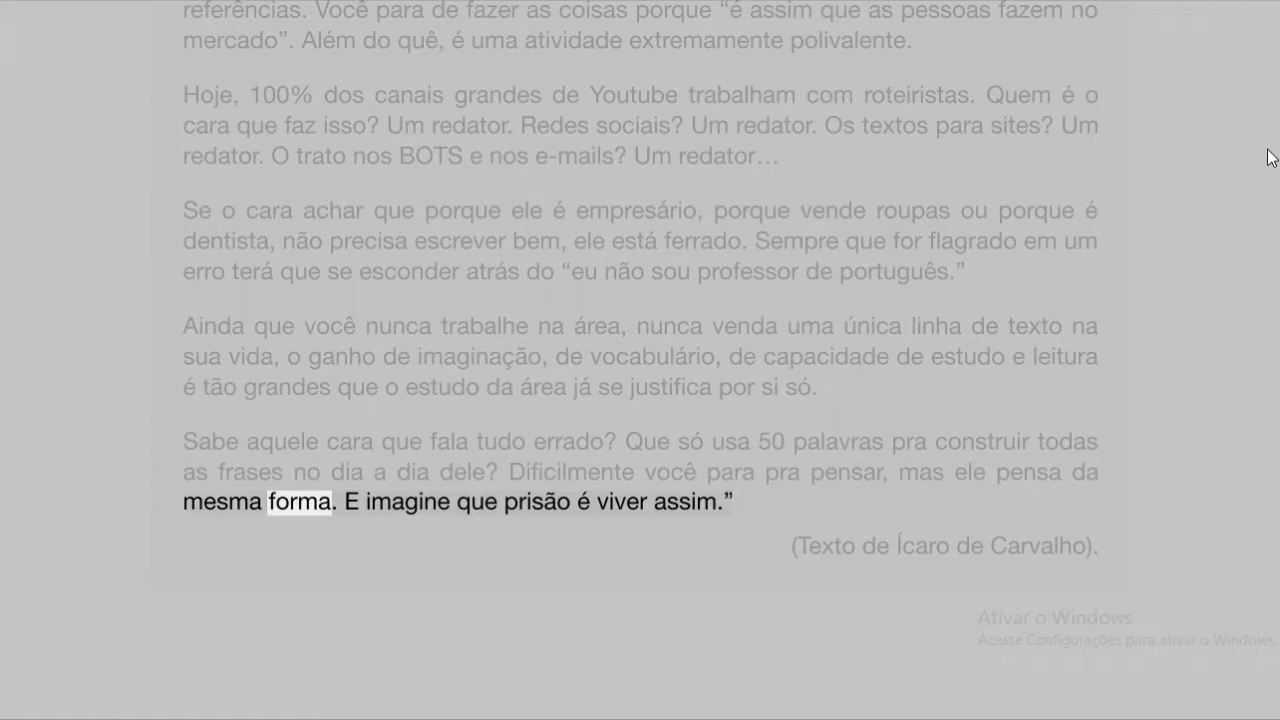 referências. Você para de fazer as coisas porque “é assim que as pessoas fazem no
mercado”. Além do quê, é uma atividade extremamente polivalente.
Hoje, 100% dos canais grandes de Youtube trabalham com roteiristas. Quem é o
cara que faz isso? Um redator. Redes sociais? Um redator. Os textos para sites? Um
redator. O trato nos BOTS e nos e-mails? Um redator…
Se o cara achar que porque ele é empresário, porque vende roupas ou porque é
dentista, não precisa escrever bem, ele está ferrado. Sempre que for flagrado em um
erro terá que se esconder atrás do “eu não sou professor de português.”
Ainda que você nunca trabalhe na área, nunca venda uma única linha de texto na
sua vida, o ganho de imaginação, de vocabulário, de capacidade de estudo e leitura
é tão grandes que o estudo da área já se justifica por si só.
Sabe aquele cara que fala tudo errado? Que só usa 50 palavras pra construir todas
as frases no dia a dia dele? Dificilmente você para pra pensar, mas ele pensa da
mesma forma. E imagine que prisão é viver assim.”
(Texto de Ícaro de Carvalho).
Ativar o Windows
Acesse Configurações para ativar o Windows.